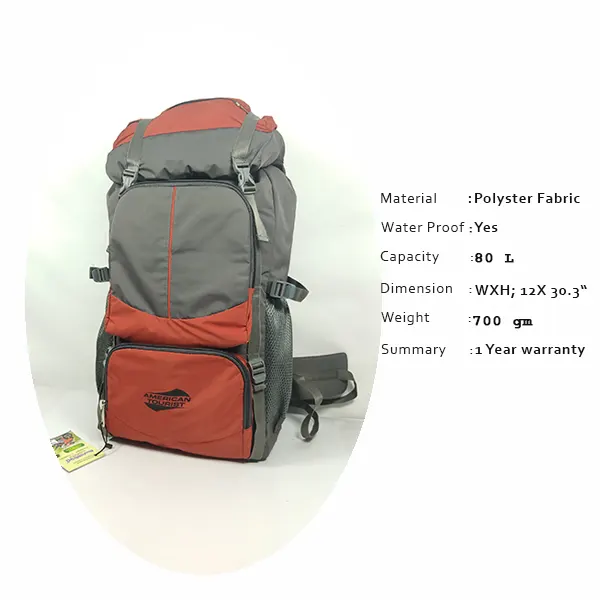 AMERICAN
TOURIST
Material : Polyster Fabric
Water Proof : Yes
Capacity : 80 L
Dimension : WXH; 12X 30.3“
Weight : 700 gm
Summary : 1 Year warranty